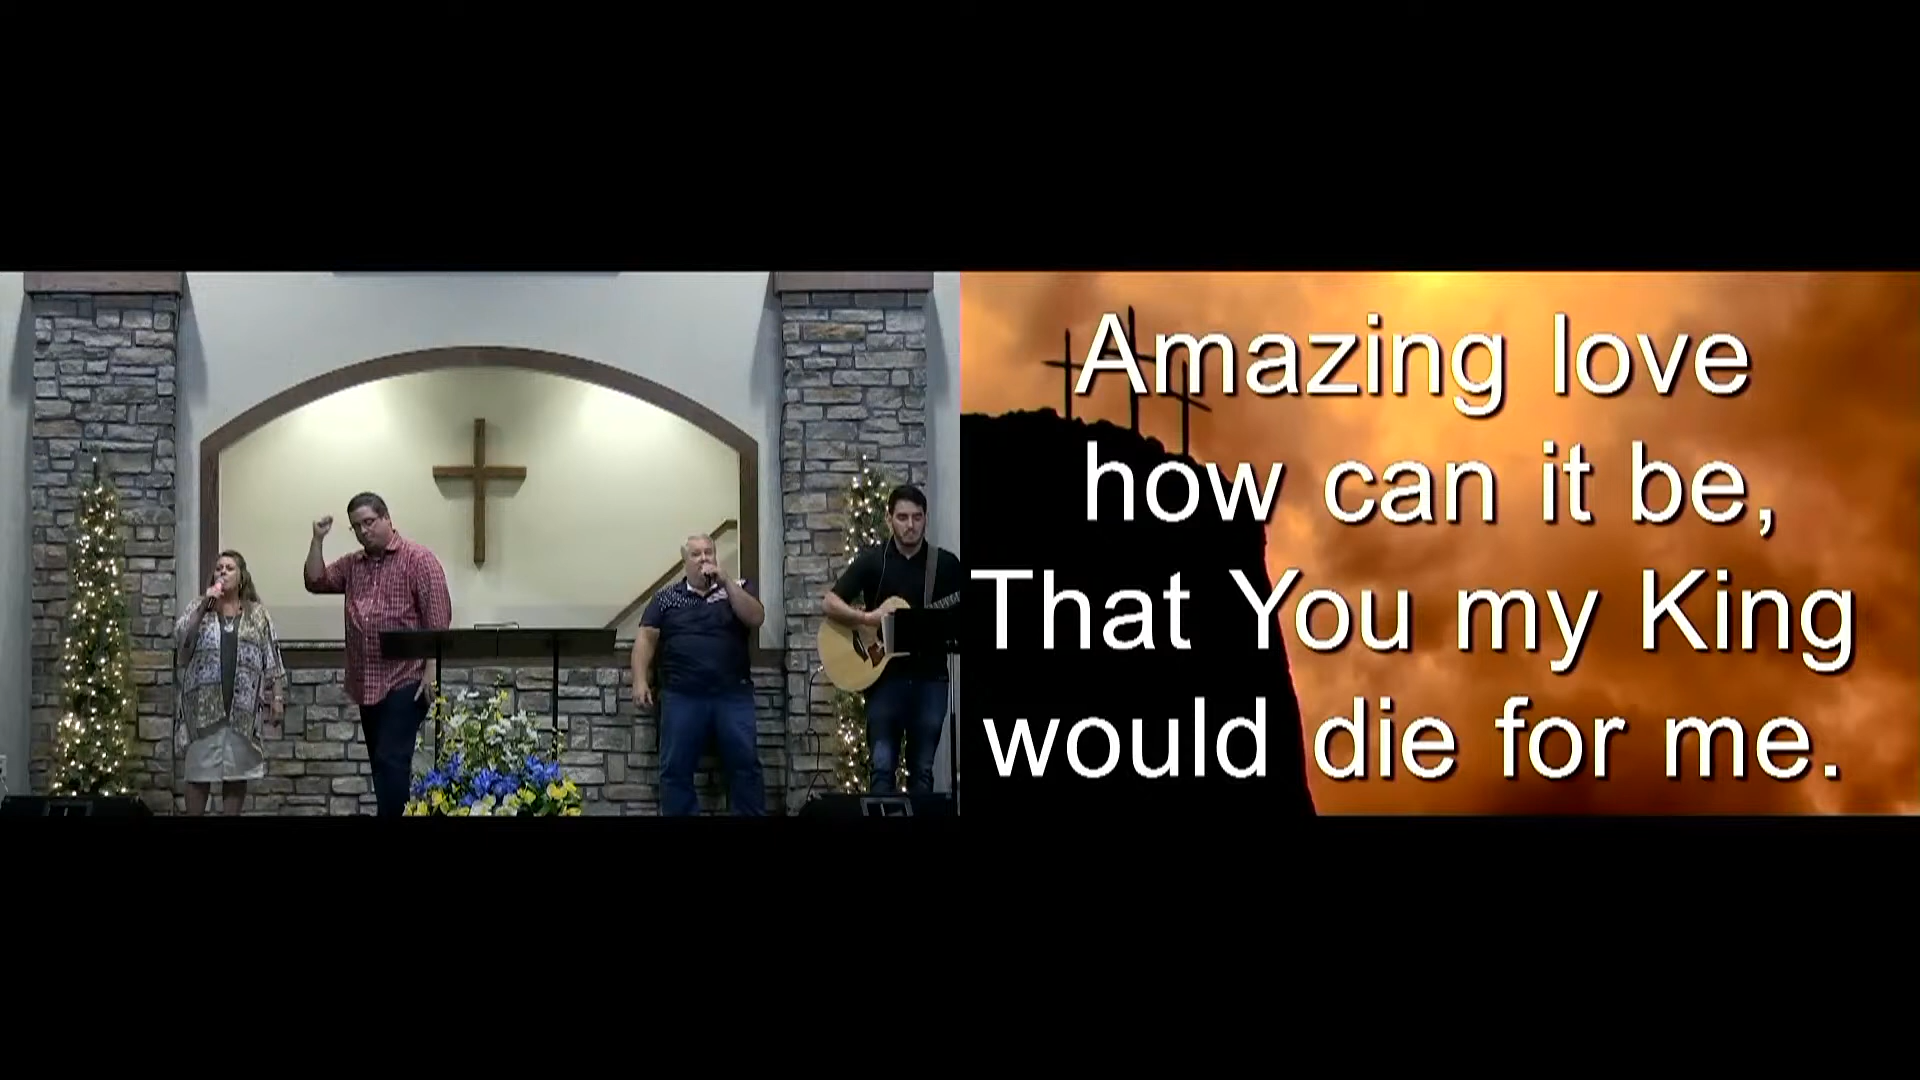 Amazing love
how can it be,
That You my King
would die for me.